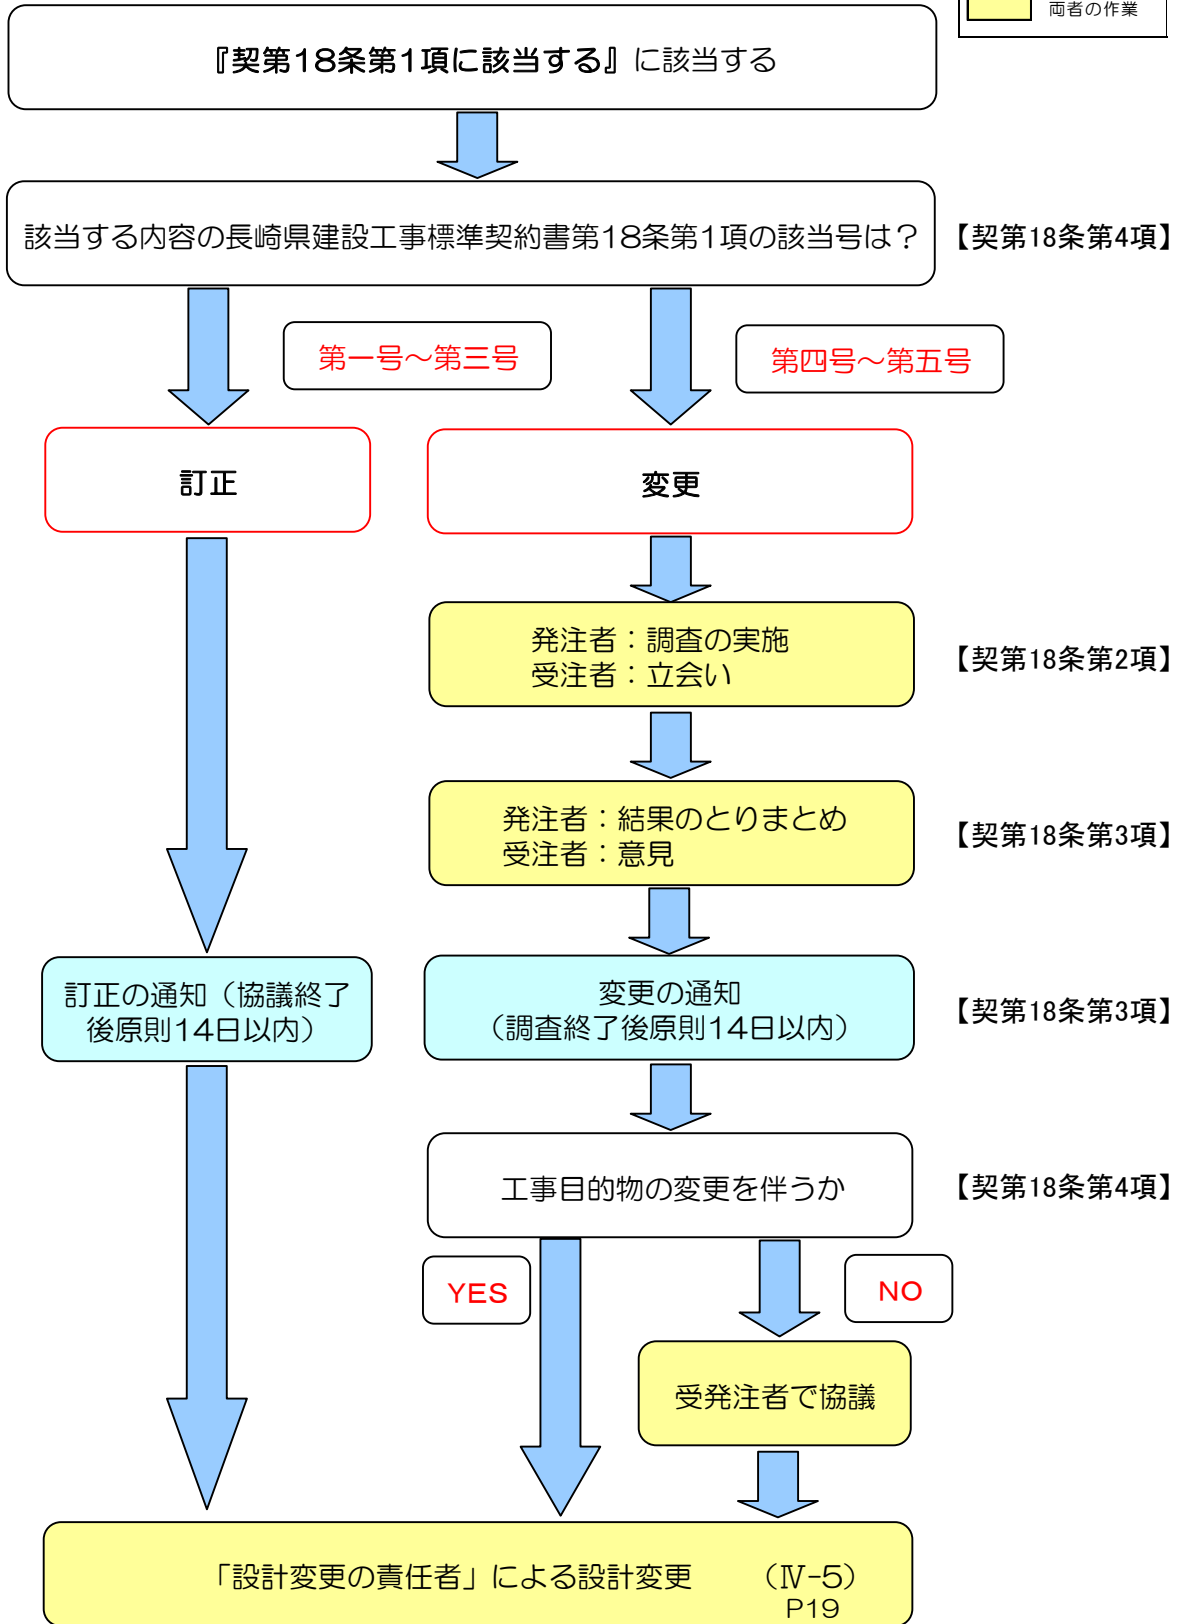 両者の作業
『契第18条第1項に該当する』に該当する
該当する内容の長崎県建設工事標準契約書第18条第1項の該当号は？
【契第18条第4項】
第一号～第三号
第四号～第五号
訂正
変更
発注者：調査の実施
受注者：立会い
【契第18条第2項】
発注者：結果のとりまとめ
受注者：意見
【契第18条第3項】
訂正の通知（協議終了
後原則14日以内）
変更の通知
（調査終了後原則14日以内）
【契第18条第3項】
工事目的物の変更を伴うか
【契第18条第4項】
YES
NO
受発注者で協議
「設計変更の責任者」による設計変更　（Ⅳ-5）
P19